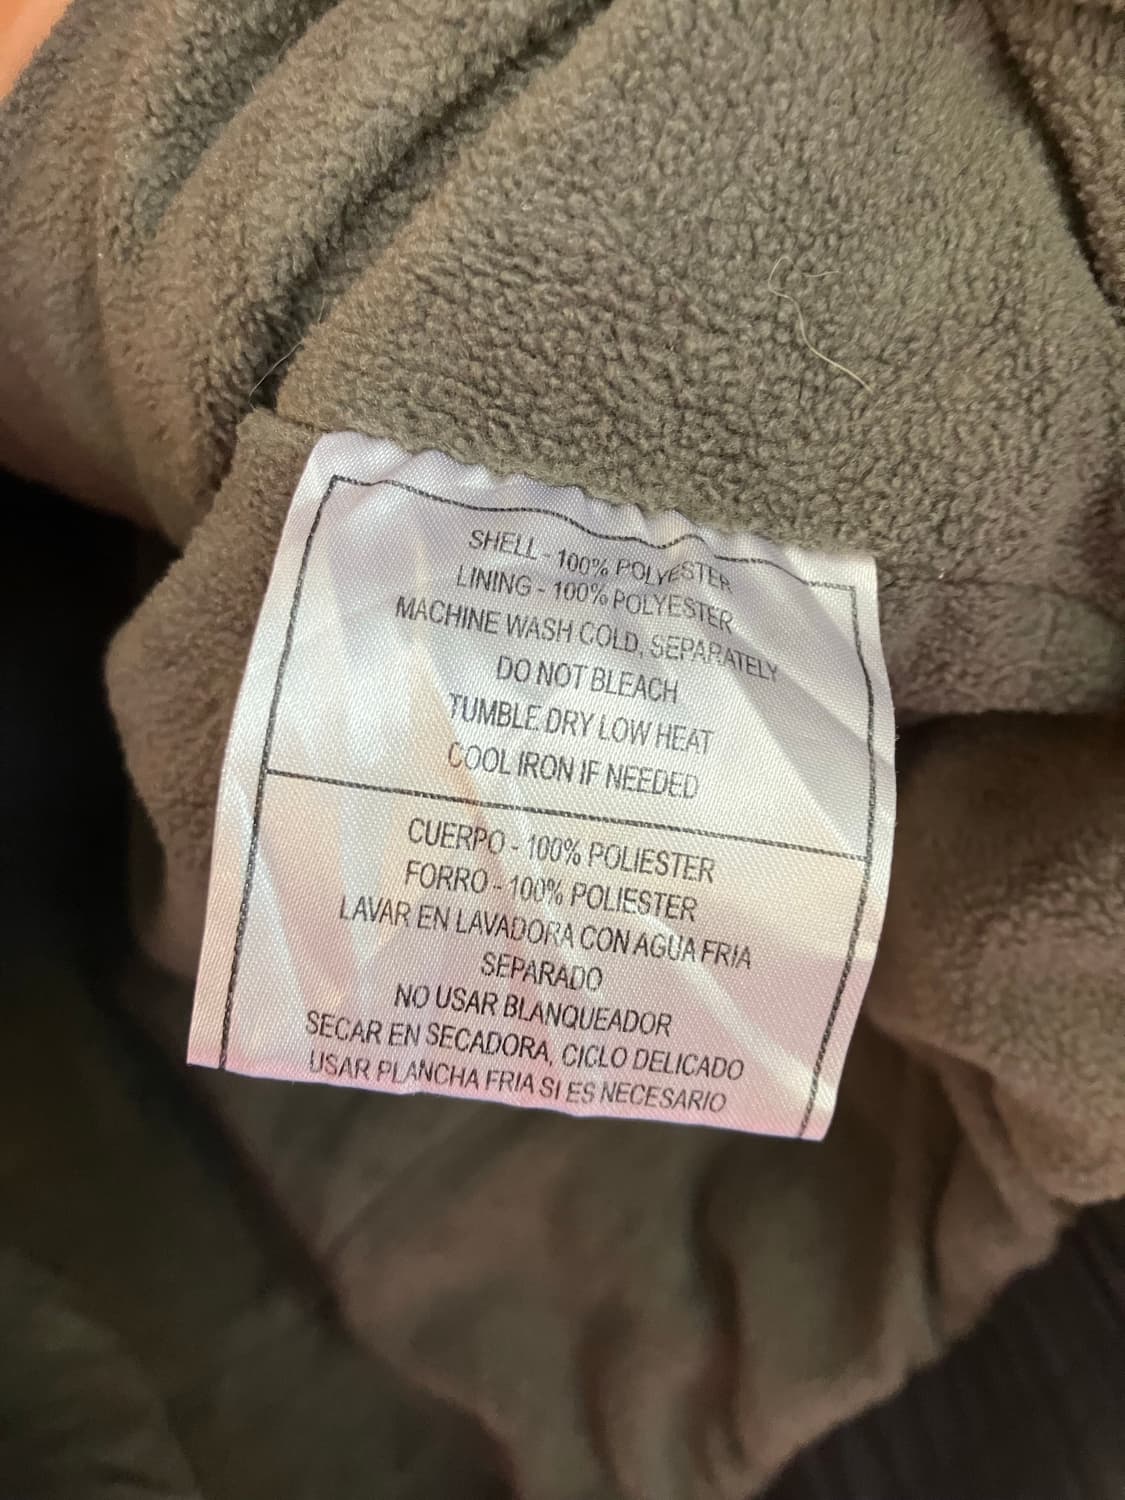 SHELL - 100% POLYESTER
LINING - 100% POLYESTER
MACHINE WASH COLD, SEPARATELY
DO NOT BLEACH
TUMBLE DRY LOW HEAT
COOL IRON IF NEEDED
CUERPO - 100% POLIESTER
FORRO - 100% POLIESTER
LAVAR EN LAVADORA CON AGUA FRIA
SEPARADO
NO USAR BLANQUEADOR
SECAR EN SECADORA, CICLO DELICADO
USAR PLANCHA FRIA SI ES NECESARIO